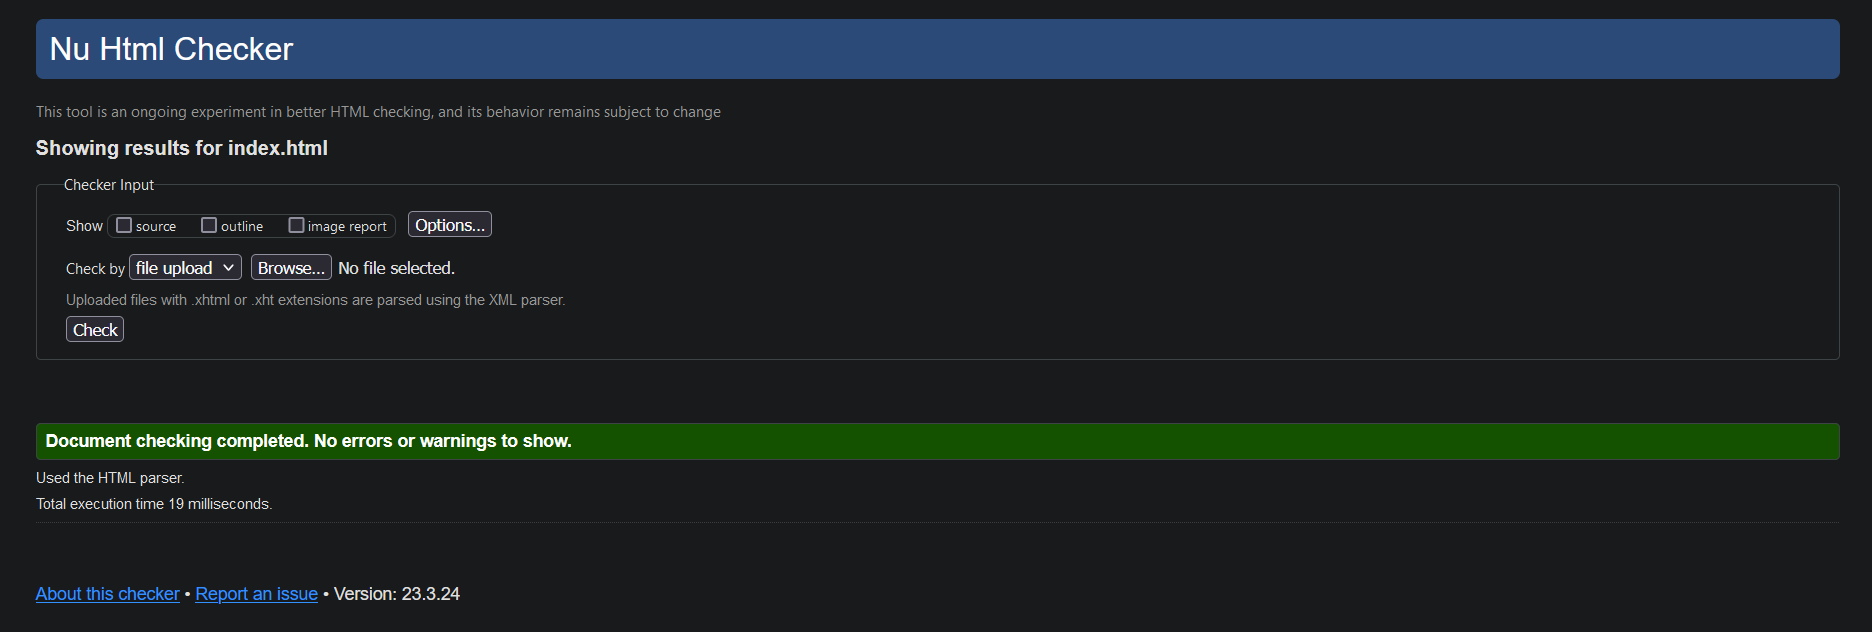 Nu Html Checker
This tool is an ongoing experiment in better HTML checking, and its behavior remains subject to change
Showing results for index.html
Checker Input
Show source outline image report Options...
Check by file upload Browse... No file selected.
Uploaded files with .xhtml or .xht extensions are parsed using the XML parser.
Check
Document checking completed. No errors or warnings to show.
Used the HTML parser.
Total execution time 19 milliseconds.
About this checker • Report an issue • Version: 23.3.24